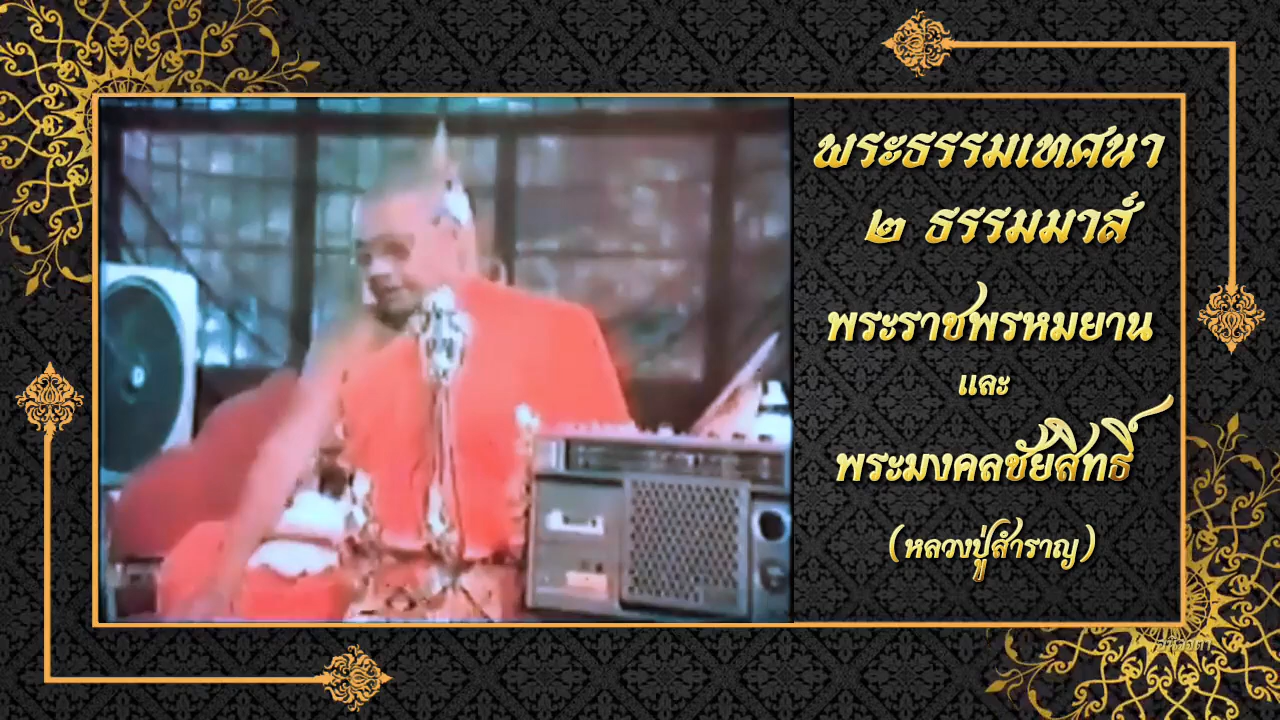 พระธรรมเทศนา
๒ ธรรมมาส์
พระราชพรหมยาน
และ
พระมงคลชัยสิทธิ์
(หลวงปู่สำราญ)